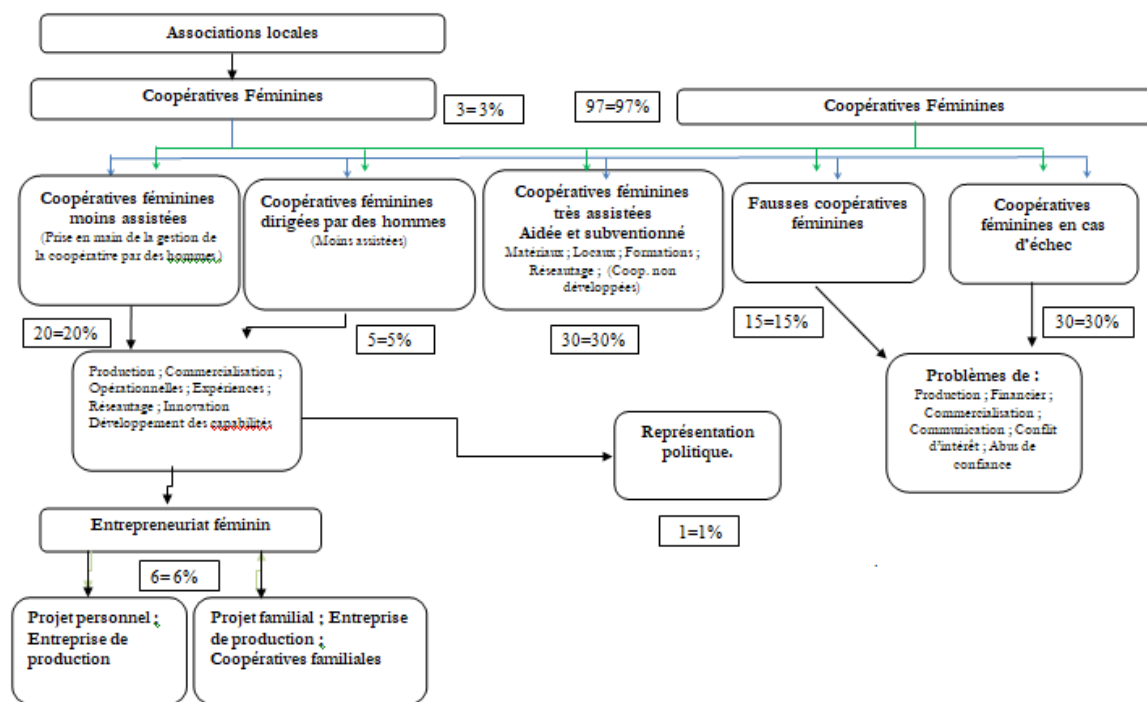 Associations locales
Coopératives Féminines
3=3%
97=97%
Coopératives Féminines
Coopératives féminines
moins assistées
(Prise en main de la gestion de
la coopérative par des hommes)
Coopératives féminines
dirigées par des hommes
(Moins assistées)
Coopératives féminines
très assistées
Aidée et subventionné
Matériaux ; Locaux ; Formations ;
Réseautage ; (Coop. non
développées)
Fausses coopératives
féminines
Coopératives
féminines en cas
d'échec
20=20%
5=5%
30=30%
15=15%
30=30%
Production ; Commercialisation ;
Opérationnelles ; Expériences ;
Réseautage ; Innovation
Développement des capabilités
Représentation
politique.
Problèmes de :
Production ; Financier ;
Commercialisation ;
Communication ; Conflit
d'intérêt ; Abus de
confiance
1=1%
Entrepreneuriat féminin
6=6%
Projet personnel ;
Entreprise de
production
Projet familial ; Entreprise
de production ;
Coopératives familiales